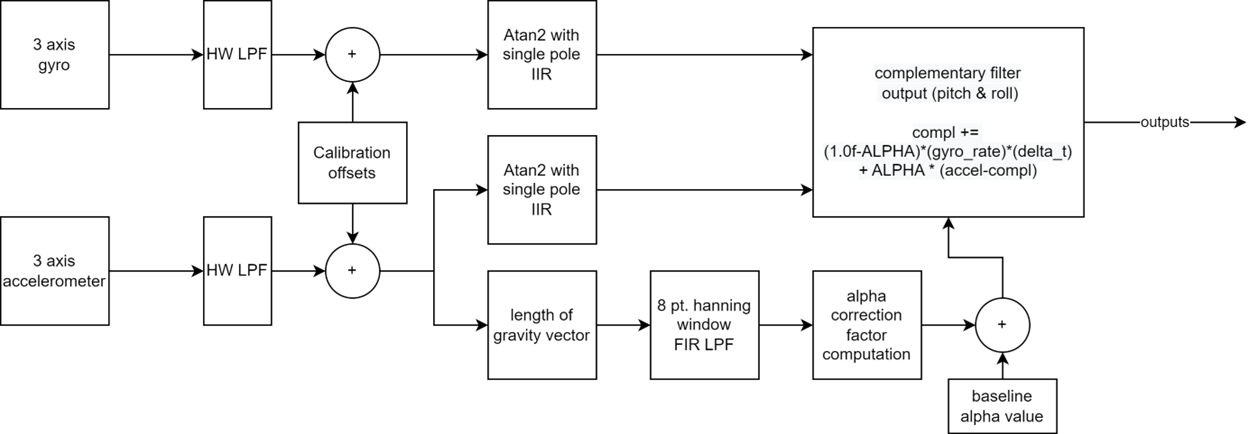 3 axis
gyro
HW LPF
+
Atan2 with
single pole
IIR
complementary filter
output (pitch & roll)
compl +=
(1.0f-ALPHA)*(gyro_rate)*(delta_t)
+ ALPHA * (accel-compl)
outputs
Calibration
offsets
Atan2 with
single pole
IIR
3 axis
accelerometer
HW LPF
+
length of
gravity vector
8 pt. hanning
window
FIR LPF
alpha
correction
factor
computation
+
baseline
alpha value